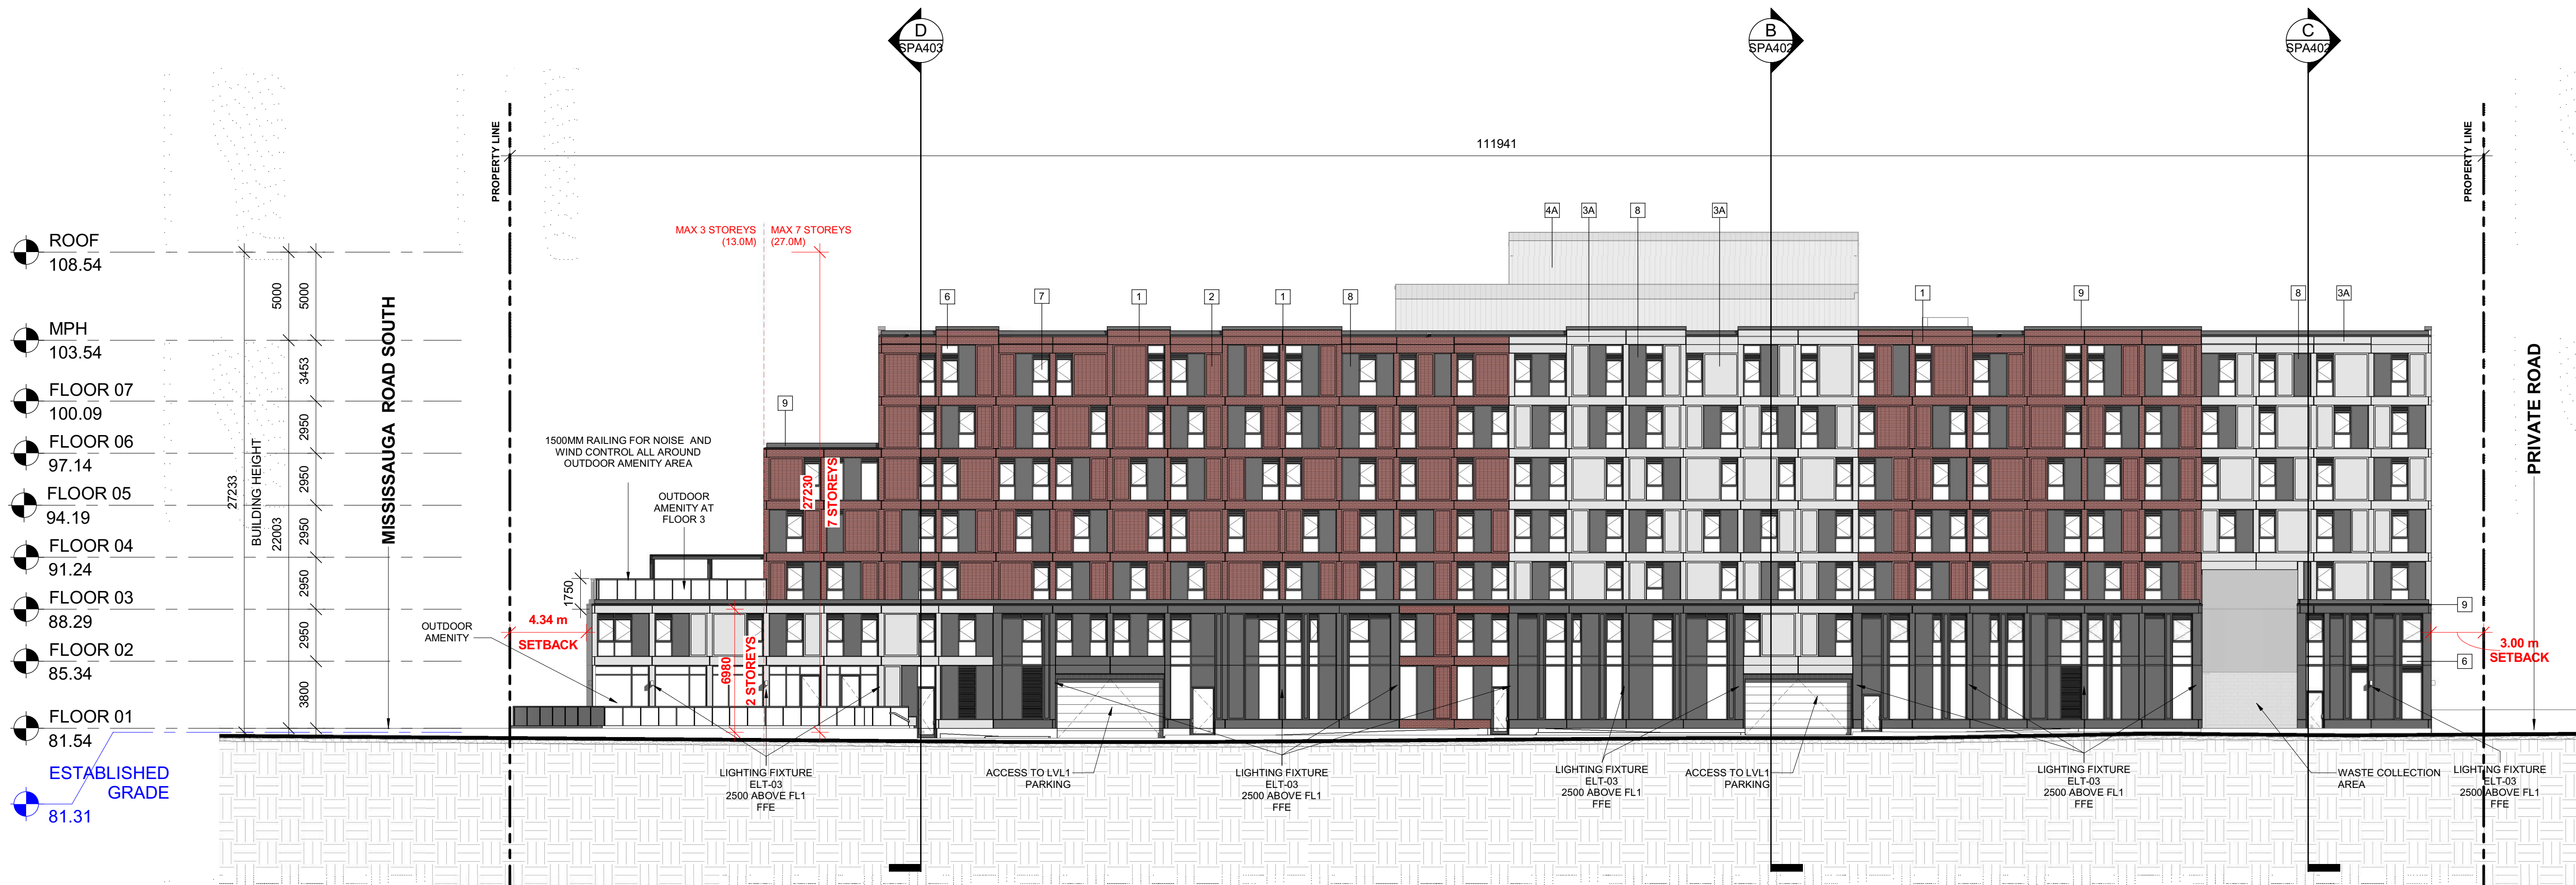 D
SPA403
B
SPA402
C
SPA402
PROPERTY LINE
111941
PROPERTY LINE
4A
3A
8
3A
MAX 3 STOREYS
(13.0M)
MAX 7 STOREYS
(27.0M)
6
7
1
2
1
8
1
9
8
3A
ROOF
108.54
MPH
103.54
FLOOR 07
100.09
FLOOR 06
97.14
FLOOR 05
94.19
FLOOR 04
91.24
FLOOR 03
88.29
FLOOR 02
85.34
FLOOR 01
81.54
ESTABLISHED
GRADE
81.31
27233
BUILDING HEIGHT
5000
22003
5000
3453
2950
2950
2950
2950
2950
3800
MISSISSAUGA ROAD SOUTH
9
1500MM RAILING FOR NOISE AND
WIND CONTROL ALL AROUND
OUTDOOR AMENITY AREA
OUTDOOR
AMENITY AT
FLOOR 3
27230
7 STOREYS
1750
4.34 m
SETBACK
OUTDOOR
AMENITY
6980
2 STOREYS
PRIVATE ROAD
9
3.00 m
SETBACK
6
LIGHTING FIXTURE
ELT-03
2500 ABOVE FL1
FFE
ACCESS TO LVL1
PARKING
LIGHTING FIXTURE
ELT-03
2500 ABOVE FL1
FFE
LIGHTING FIXTURE
ELT-03
2500 ABOVE FL1
FFE
ACCESS TO LVL1
PARKING
LIGHTING FIXTURE
ELT-03
2500 ABOVE FL1
FFE
WASTE COLLECTION
AREA
LIGHTING FIXTURE
ELT-03
2500 ABOVE FL1
FFE